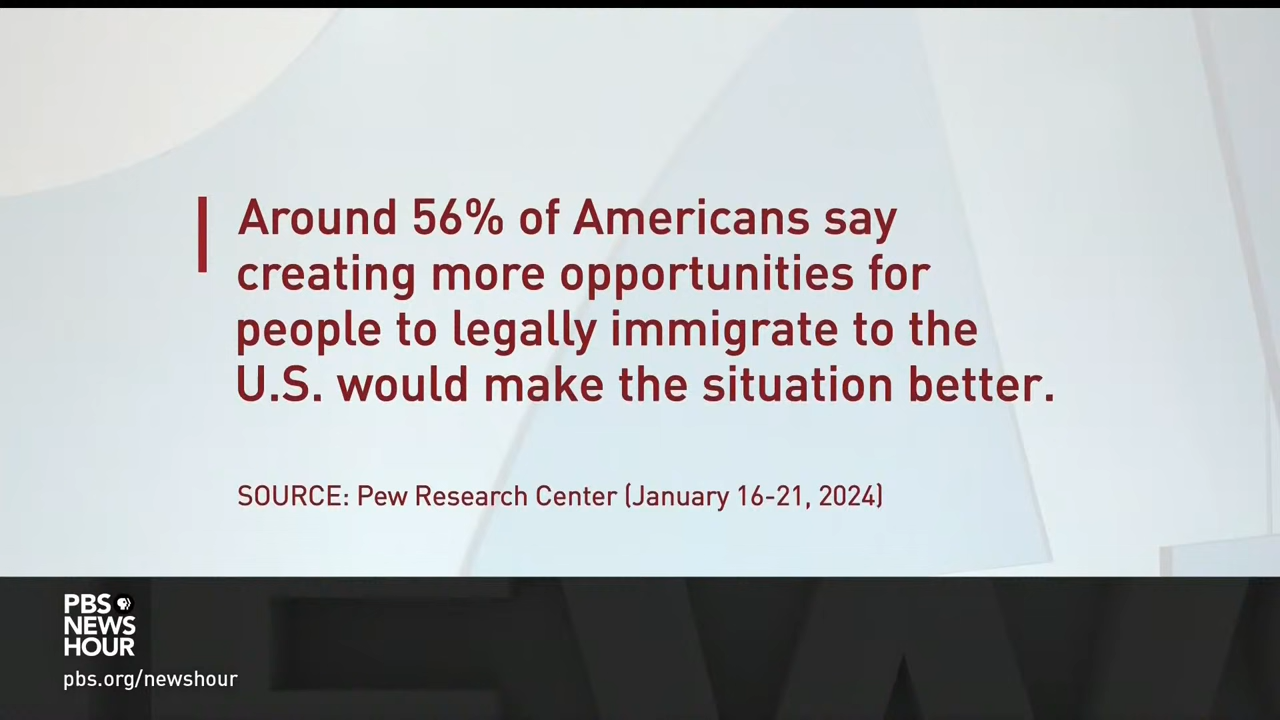 Around 56% of Americans say
creating more opportunities for
people to legally immigrate to the
U.S. would make the situation better.
SOURCE: Pew Research Center (January 16-21, 2024)
PBS
NEWS
HOUR
pbs.org/newshour